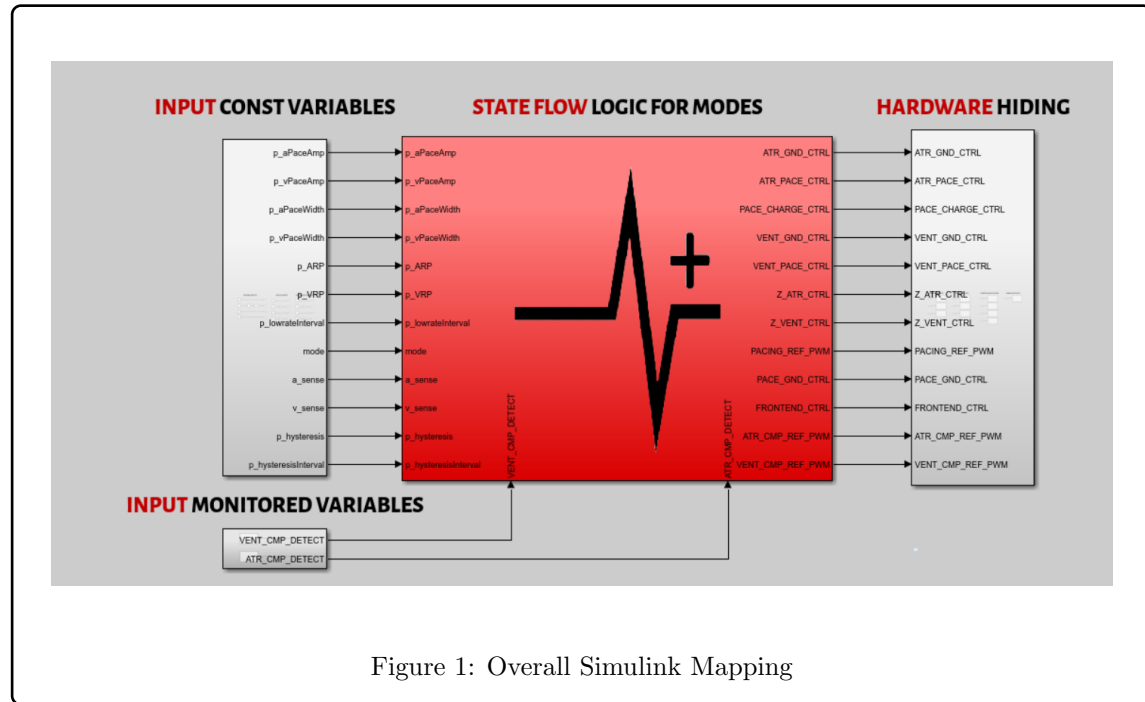 INPUT CONST VARIABLES
STATE FLOW LOGIC FOR MODES
HARDWARE HIDING
p_aPaceAmp
p_vPaceAmp
p_aPaceWidth
p_vPaceWidth
p_ARP
p_VRP
p_lowrateInterval
mode
a_sense
v_sense
p_hysteresis
p_hysteresisInterval
p_aPaceAmp
p_vPaceAmp
p_aPaceWidth
p_vPaceWidth
p_ARP
p_VRP
p_lowrateInterval
mode
a_sense
v_sense
p_hysteresis
p_hysteresisInterval
VENT_CMP_DETECT
ATR_CMP_DETECT
ATR_GND_CTRL
ATR_PACE_CTRL
PACE_CHARGE_CTRL
VENT_GND_CTRL
VENT_PACE_CTRL
Z_ATR_CTRL
Z_VENT_CTRL
PACING_REF_PWM
PACE_GND_CTRL
FRONTEND_CTRL
ATR_CMP_REF_PWM
VENT_CMP_REF_PWM
ATR_GND_CTRL
ATR_PACE_CTRL
PACE_CHARGE_CTRL
VENT_GND_CTRL
VENT_PACE_CTRL
Z_ATR_CTRL
Z_VENT_CTRL
PACING_REF_PWM
PACE_GND_CTRL
FRONTEND_CTRL
ATR_CMP_REF_PWM
VENT_CMP_REF_PWM
INPUT MONITORED VARIABLES
VENT_CMP_DETECT
ATR_CMP_DETECT
Figure 1: Overall Simulink Mapping